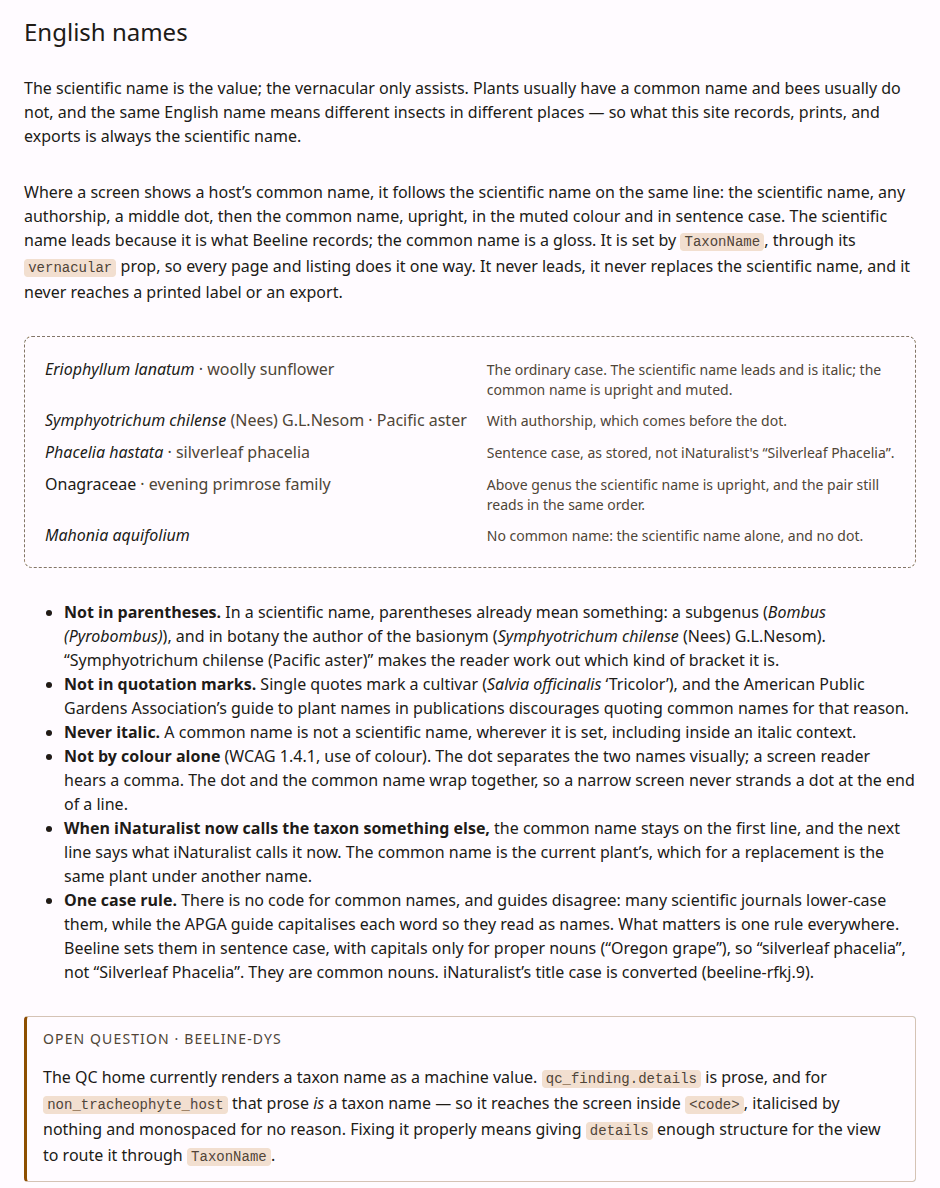 English names
The scientific name is the value; the vernacular only assists. Plants usually have a common name and bees usually do
not, and the same English name means different insects in different places — so what this site records, prints, and
exports is always the scientific name.
Where a screen shows a host’s common name, it follows the scientific name on the same line: the scientific name, any
authorship, a middle dot, then the common name, upright, in the muted colour and in sentence case. The scientific
name leads because it is what Beeline records; the common name is a gloss. It is set by TaxonName, through its
vernacular prop, so every page and listing does it one way. It never leads, it never replaces the scientific name, and it
never reaches a printed label or an export.
Eriophyllum lanatum · woolly sunflower
The ordinary case. The scientific name leads and is italic; the
common name is upright and muted.
Symphyotrichum chilense (Nees) G.L.Nesom · Pacific aster
With authorship, which comes before the dot.
Phacelia hastata · silverleaf phacelia
Sentence case, as stored, not iNaturalist's “Silverleaf Phacelia”.
Onagraceae · evening primrose family
Above genus the scientific name is upright, and the pair still
reads in the same order.
Mahonia aquifolium
No common name: the scientific name alone, and no dot.
• Not in parentheses. In a scientific name, parentheses already mean something: a subgenus (Bombus
(Pyrobombus)), and in botany the author of the basionym (Symphyotrichum chilense (Nees) G.L.Nesom).
“Symphyotrichum chilense (Pacific aster)” makes the reader work out which kind of bracket it is.
• Not in quotation marks. Single quotes mark a cultivar (Salvia officinalis ‘Tricolor’), and the American Public
Gardens Association’s guide to plant names in publications discourages quoting common names for that reason.
• Never italic. A common name is not a scientific name, wherever it is set, including inside an italic context.
• Not by colour alone (WCAG 1.4.1, use of colour). The dot separates the two names visually; a screen reader
hears a comma. The dot and the common name wrap together, so a narrow screen never strands a dot at the end
of a line.
• When iNaturalist now calls the taxon something else, the common name stays on the first line, and the next
line says what iNaturalist calls it now. The common name is the current plant’s, which for a replacement is the
same plant under another name.
• One case rule. There is no code for common names, and guides disagree: many scientific journals lower-case
them, while the APGA guide capitalises each word so they read as names. What matters is one rule everywhere.
Beeline sets them in sentence case, with capitals only for proper nouns (“Oregon grape”), so “silverleaf phacelia”,
not “Silverleaf Phacelia”. They are common nouns. iNaturalist’s title case is converted (beeline-rfkj.9).
OPEN QUESTION · BEELINE-DYS
The QC home currently renders a taxon name as a machine value. qc_finding.details is prose, and for
non_tracheophyte_host that prose is a taxon name — so it reaches the screen inside <code>, italicised by
nothing and monospaced for no reason. Fixing it properly means giving details enough structure for the view
to route it through TaxonName.